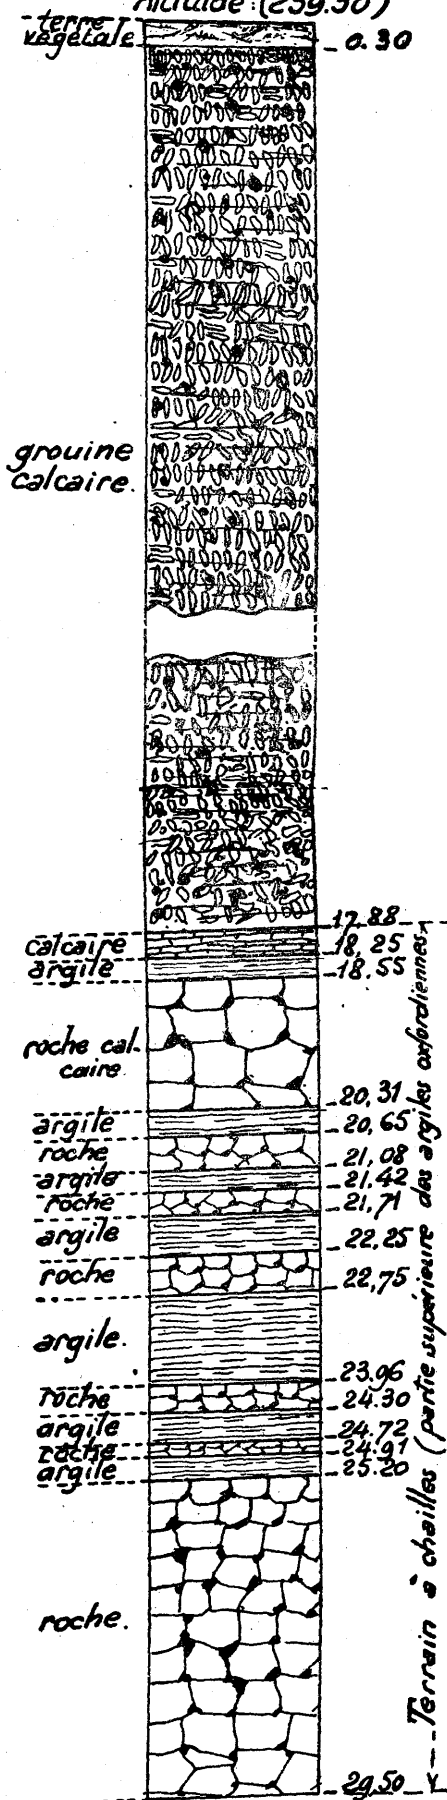 Altitude : (259.50)
terre
végétale
0.30
grouine
calcaire.
17.88
calcaire
18,25
argile
18.55
roche cal-
caire
20,31
argile
20,65
roche
21,08
argile
21.42
roche
21,71
argile
22,25
roche
22,75
argile.
23.96
roche
24.30
argile
24.72
roche
24.91
argile
25.20
roche.
29,50
Terrain à chailles (partie supérieure des argiles oxfordiennes